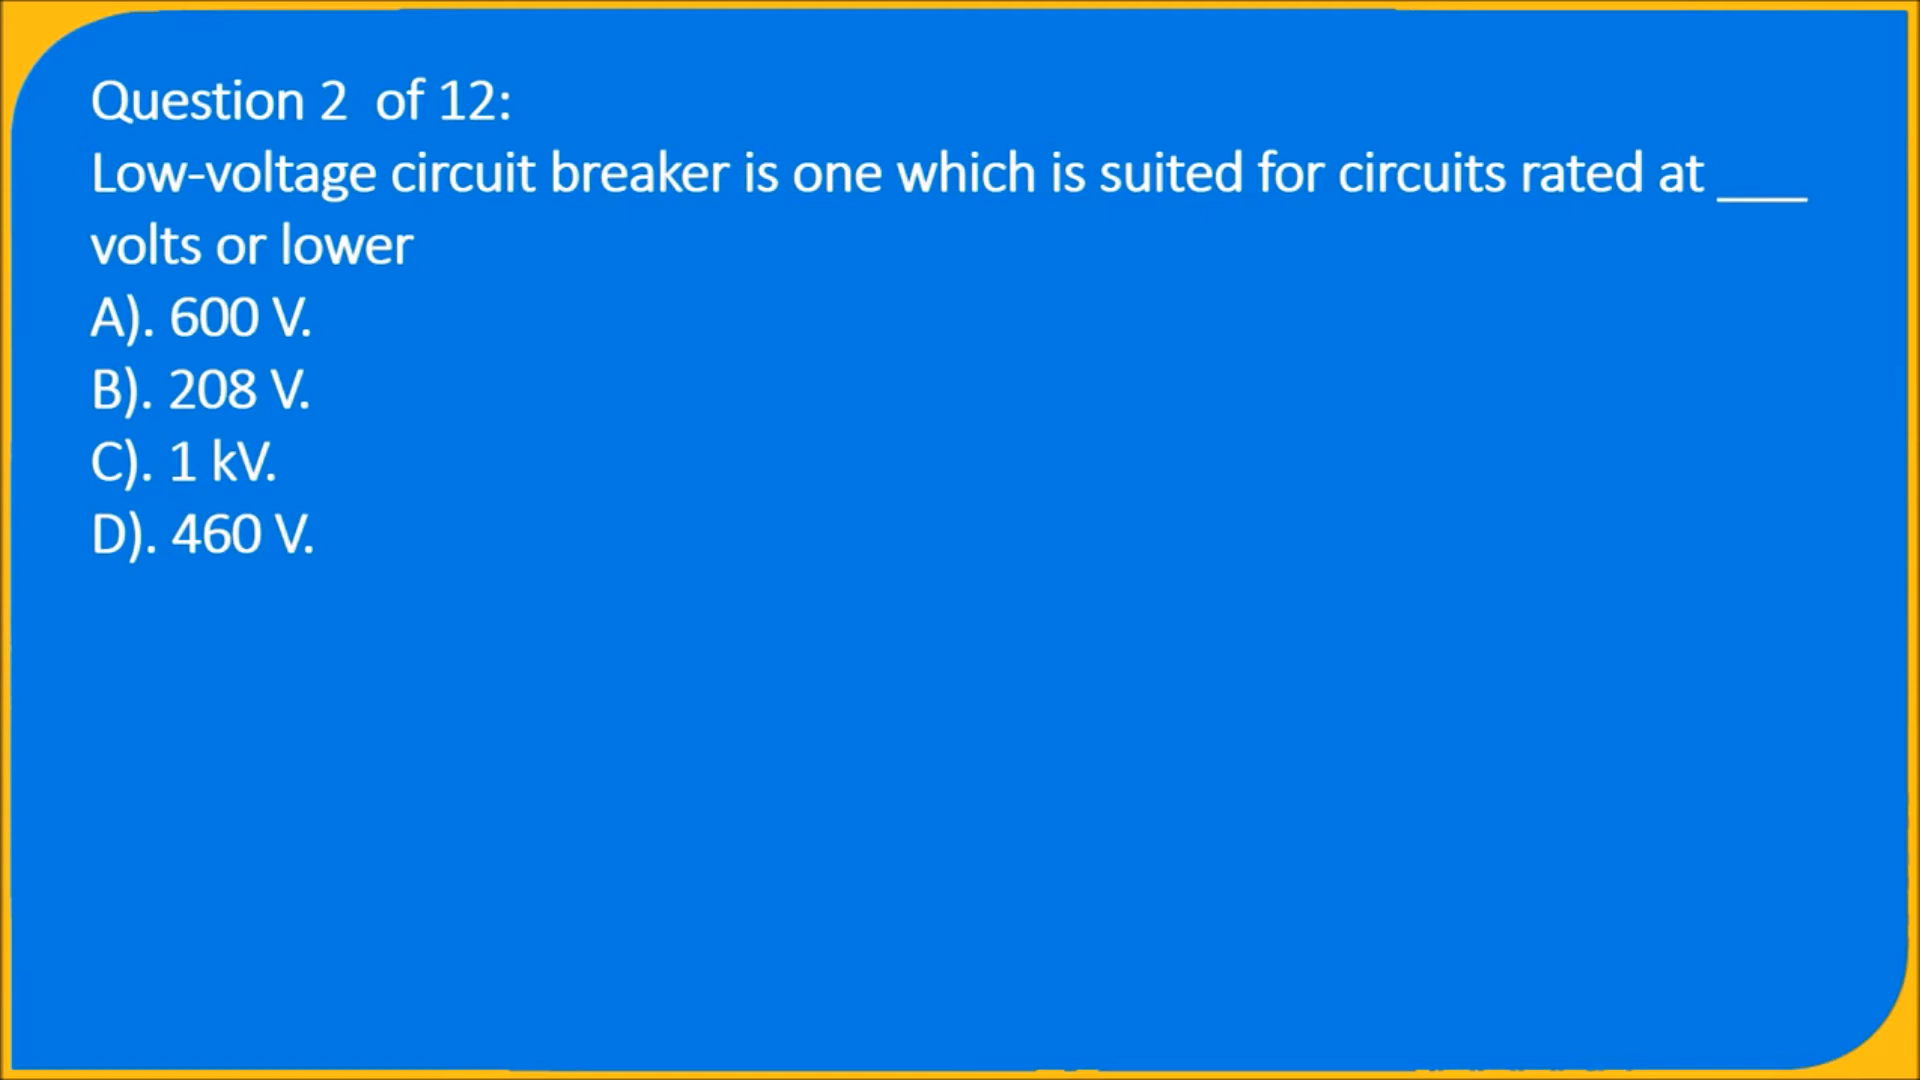 Question 2  of 12:
Low-voltage circuit breaker is one which is suited for circuits rated at ____
volts or lower
A). 600 V.
B). 208 V.
C). 1 kV.
D). 460 V.